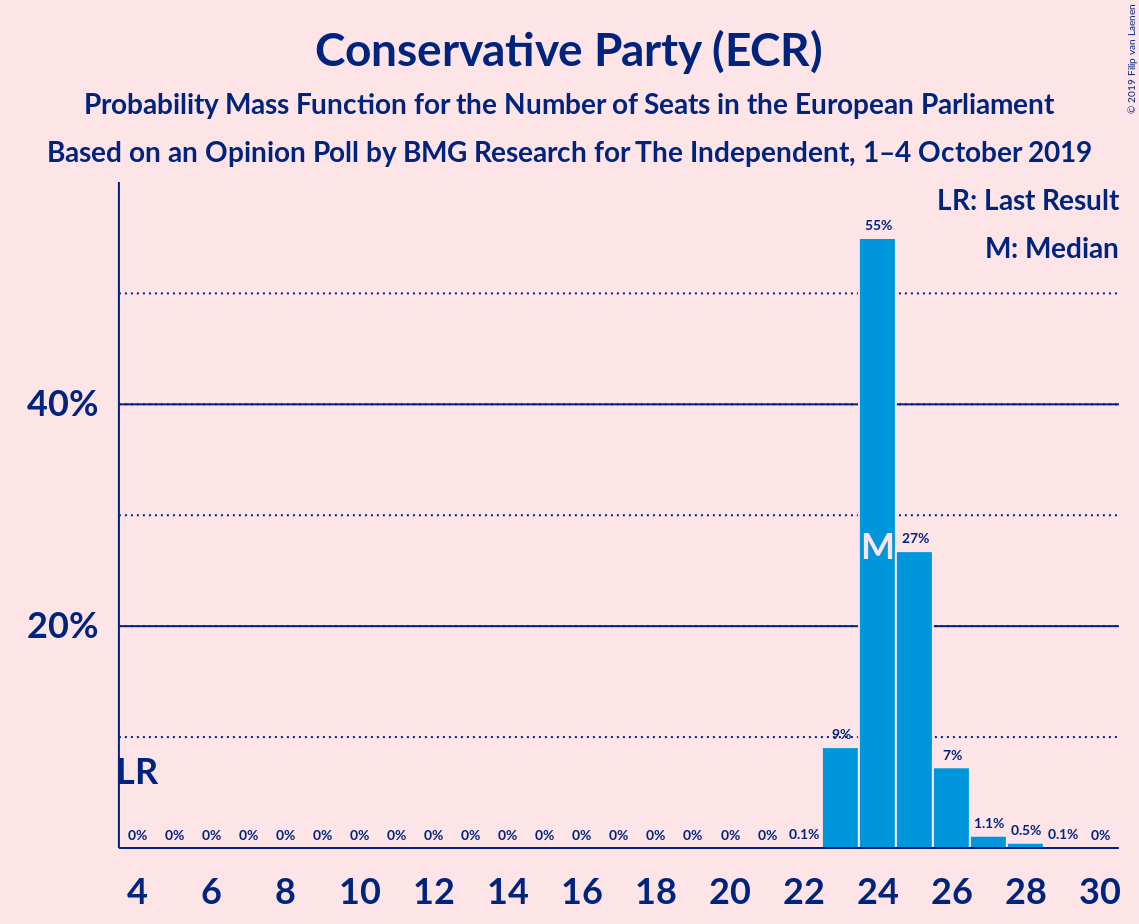 Conservative Party (ECR)
Probability Mass Function for the Number of Seats in the European Parliament
Based on an Opinion Poll by BMG Research for The Independent, 1–4 October 2019
© 2019 Filip van Laenen
LR: Last Result
M: Median
55%
40%
M
27%
20%
9%
7%
LR
0% 0% 0% 0% 0% 0% 0% 0% 0% 0% 0% 0% 0% 0% 0% 0% 0% 0% 0.1% 1.1% 0.5% 0.1% 0%
4 6 8 10 12 14 16 18 20 22 24 26 28 30